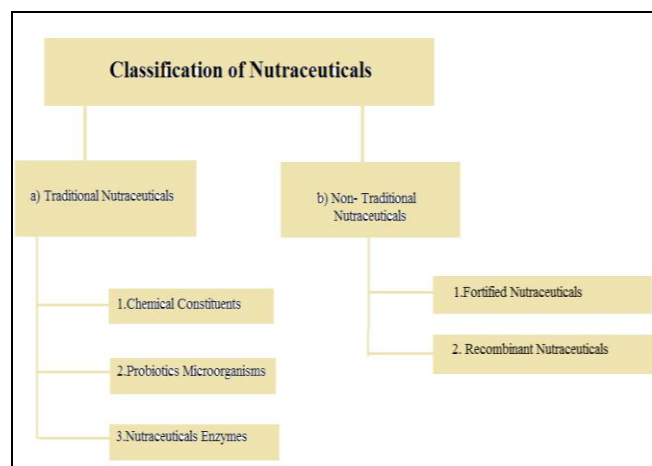 Classification of Nutraceuticals
a) Traditional Nutraceuticals
b) Non- Traditional
Nutraceuticals
1.Chemical Constituents
2.Probiotics Microorganisms
3.Nutraceuticals Enzymes
1.Fortified Nutraceuticals
2. Recombinant Nutraceuticals